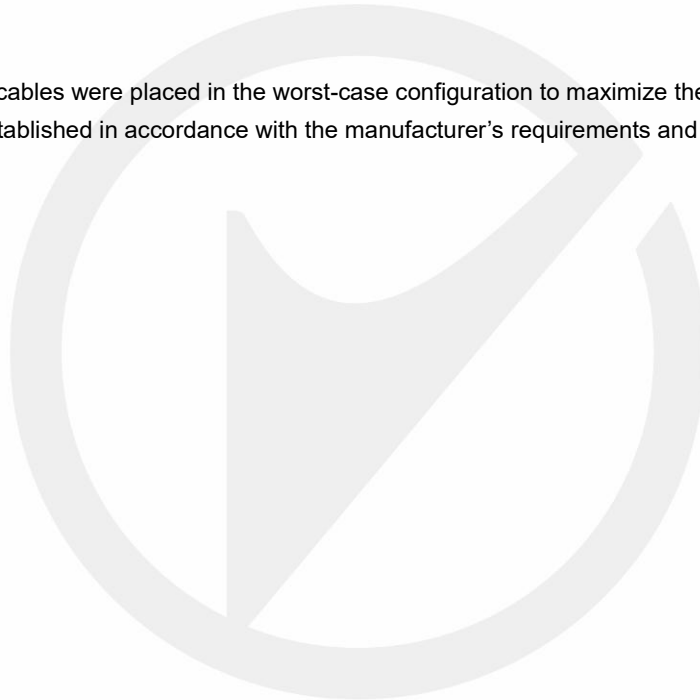 cables were placed in the worst-case configuration to maximize the
tablished in accordance with the manufacturer’s requirements and